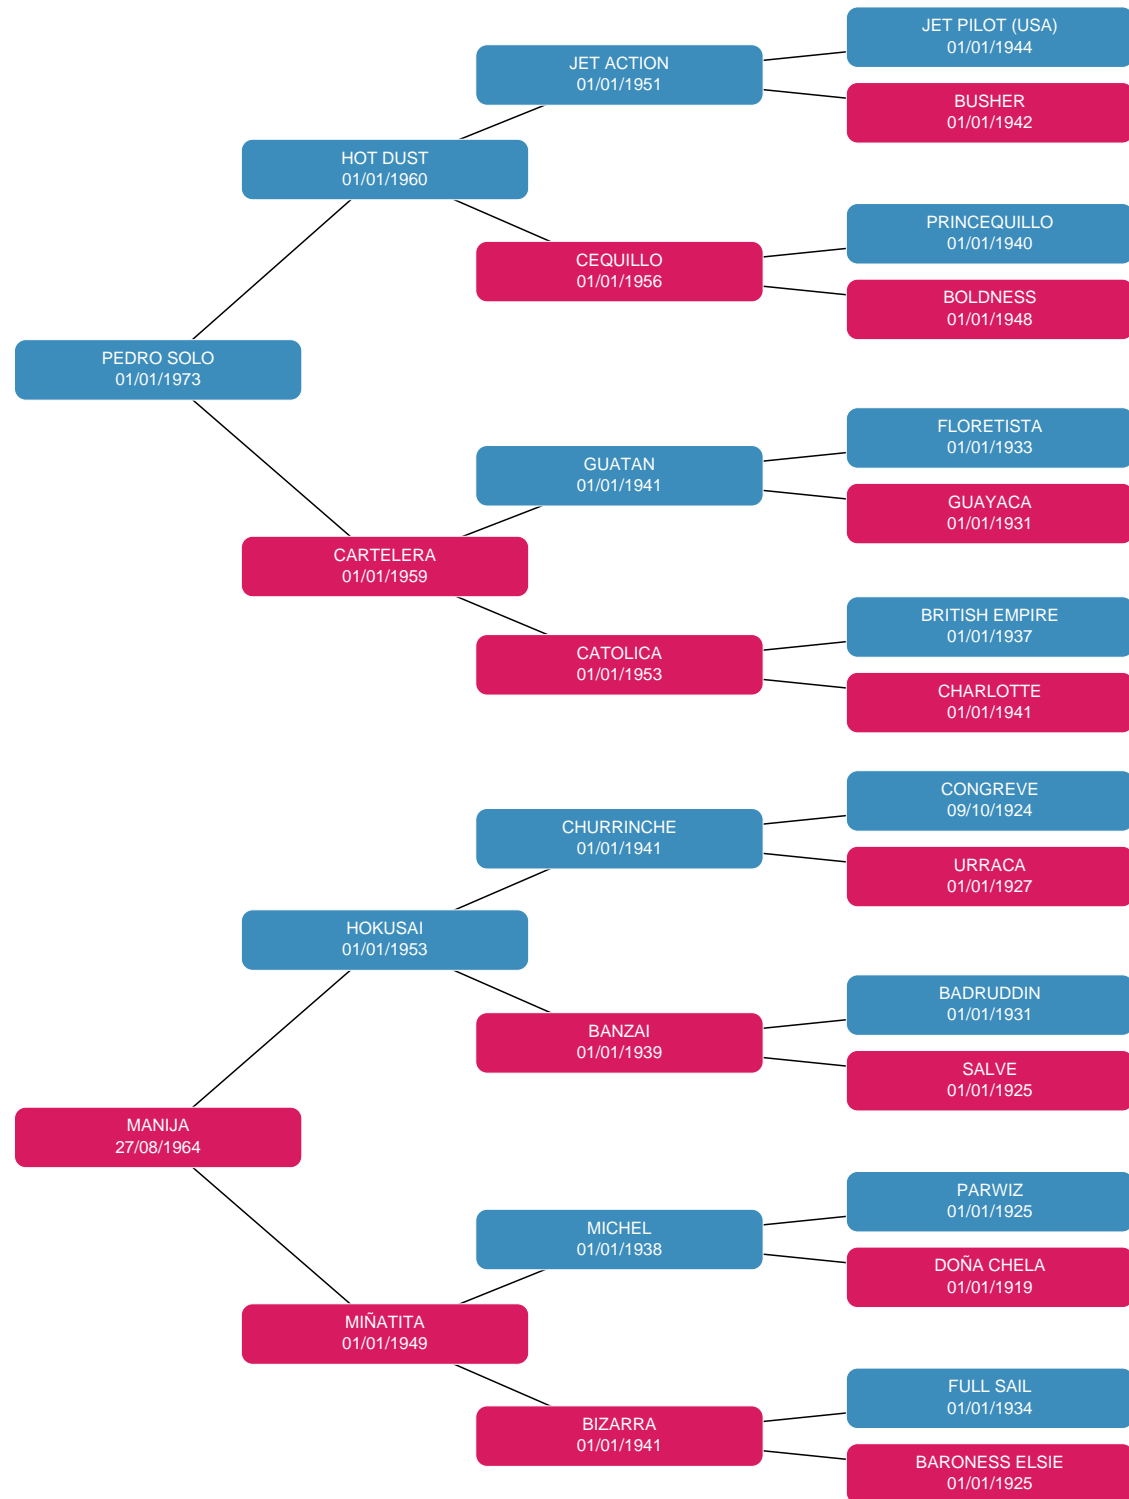 JET PILOT (USA)
01/01/1944
JET ACTION
01/01/1951
BUSHER
01/01/1942
HOT DUST
01/01/1960
PRINCEQUILLO
01/01/1940
CEQUILLO
01/01/1956
BOLDNESS
01/01/1948
PEDRO SOLO
01/01/1973
FLORETISTA
01/01/1933
GUATAN
01/01/1941
GUAYACA
01/01/1931
CARTELERA
01/01/1959
BRITISH EMPIRE
01/01/1937
CATOLICA
01/01/1953
CHARLOTTE
01/01/1941
CONGREVE
09/10/1924
CHURRINCHE
01/01/1941
URRACA
01/01/1927
HOKUSAI
01/01/1953
BADRUDDIN
01/01/1931
BANZAI
01/01/1939
SALVE
01/01/1925
MANIJA
27/08/1964
PARWIZ
01/01/1925
MICHEL
01/01/1938
DOÑA CHELA
01/01/1919
MIÑATITA
01/01/1949
FULL SAIL
01/01/1934
BIZARRA
01/01/1941
BARONESS ELSIE
01/01/1925